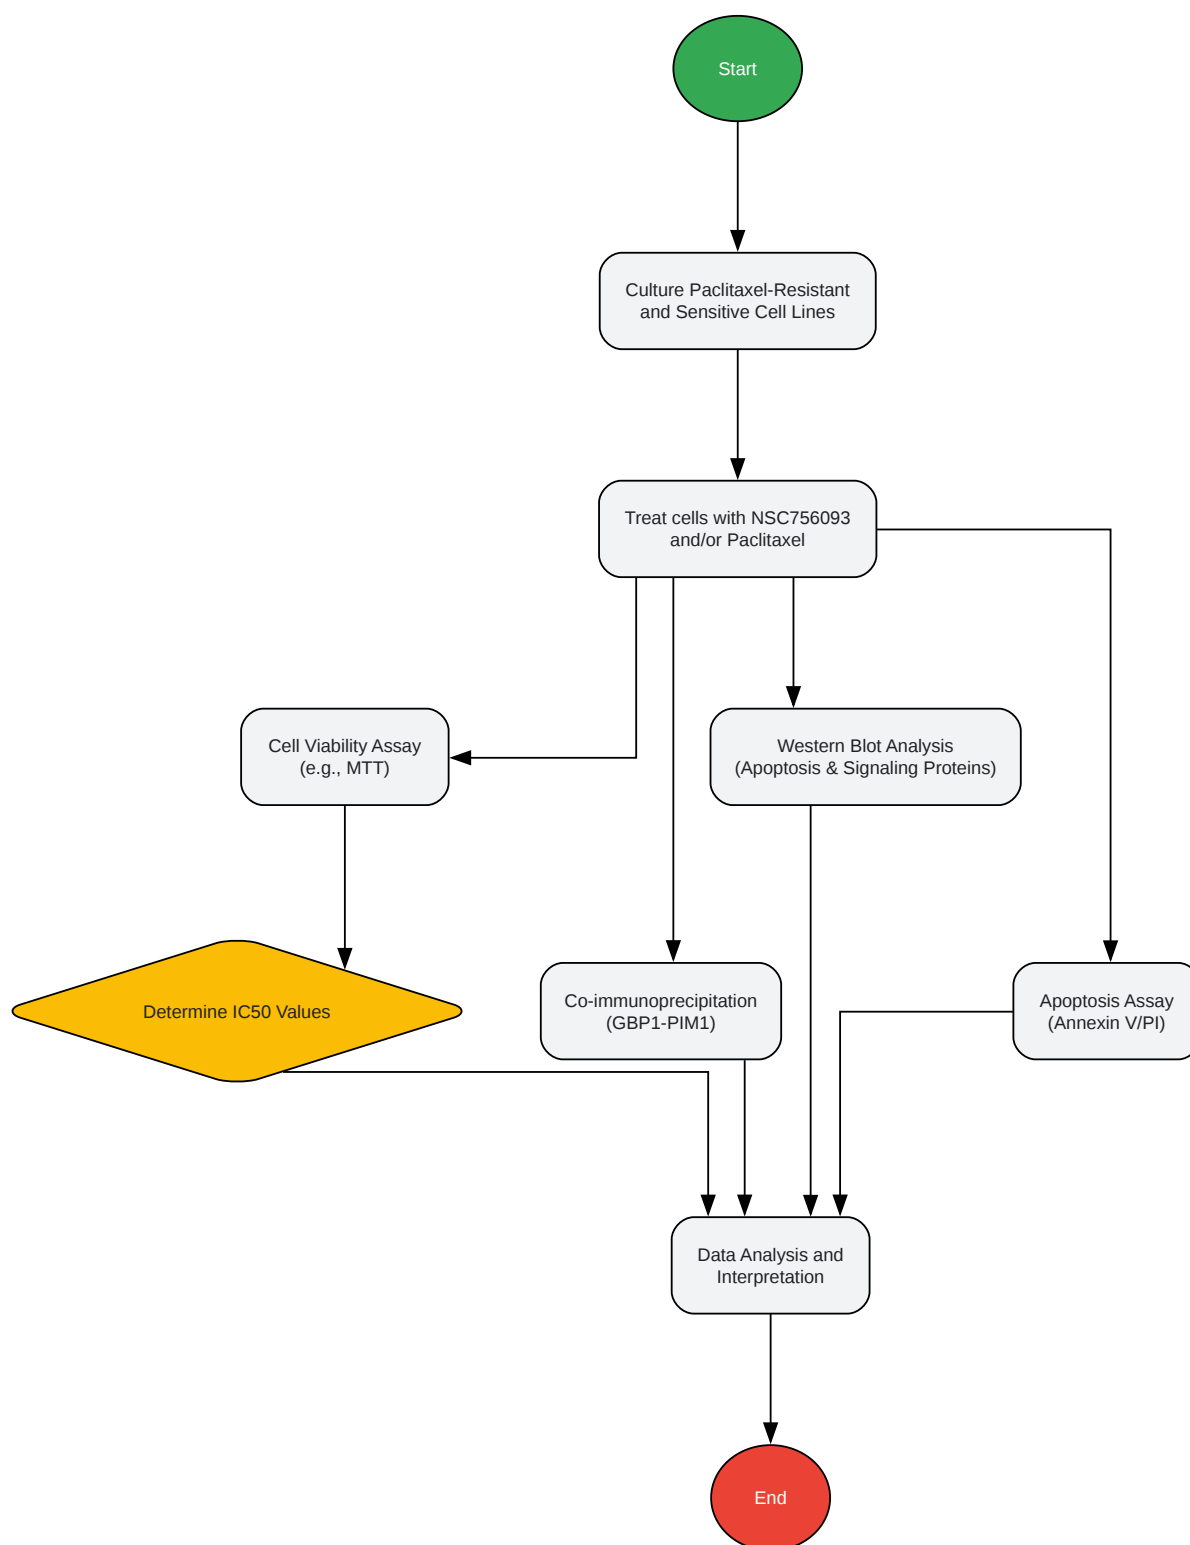 Start
Culture Paclitaxel-Resistant
and Sensitive Cell Lines
Treat cells with NSC756093
and/or Paclitaxel
Cell Viability Assay
(e.g., MTT)
Western Blot Analysis
(Apoptosis & Signaling Proteins)
Determine IC50 Values
Co-immunoprecipitation
(GBP1-PIM1)
Apoptosis Assay
(Annexin V/PI)
Data Analysis and
Interpretation
End